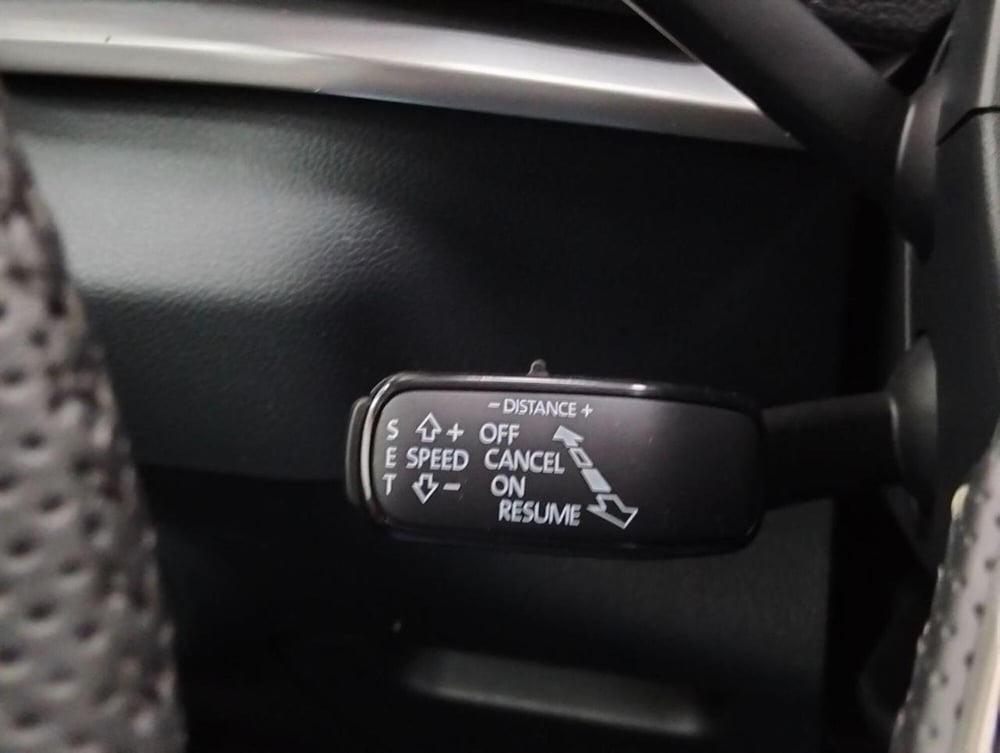 − DISTANCE +
S + OFF
E SPEED CANCEL
T − ON
RESUME